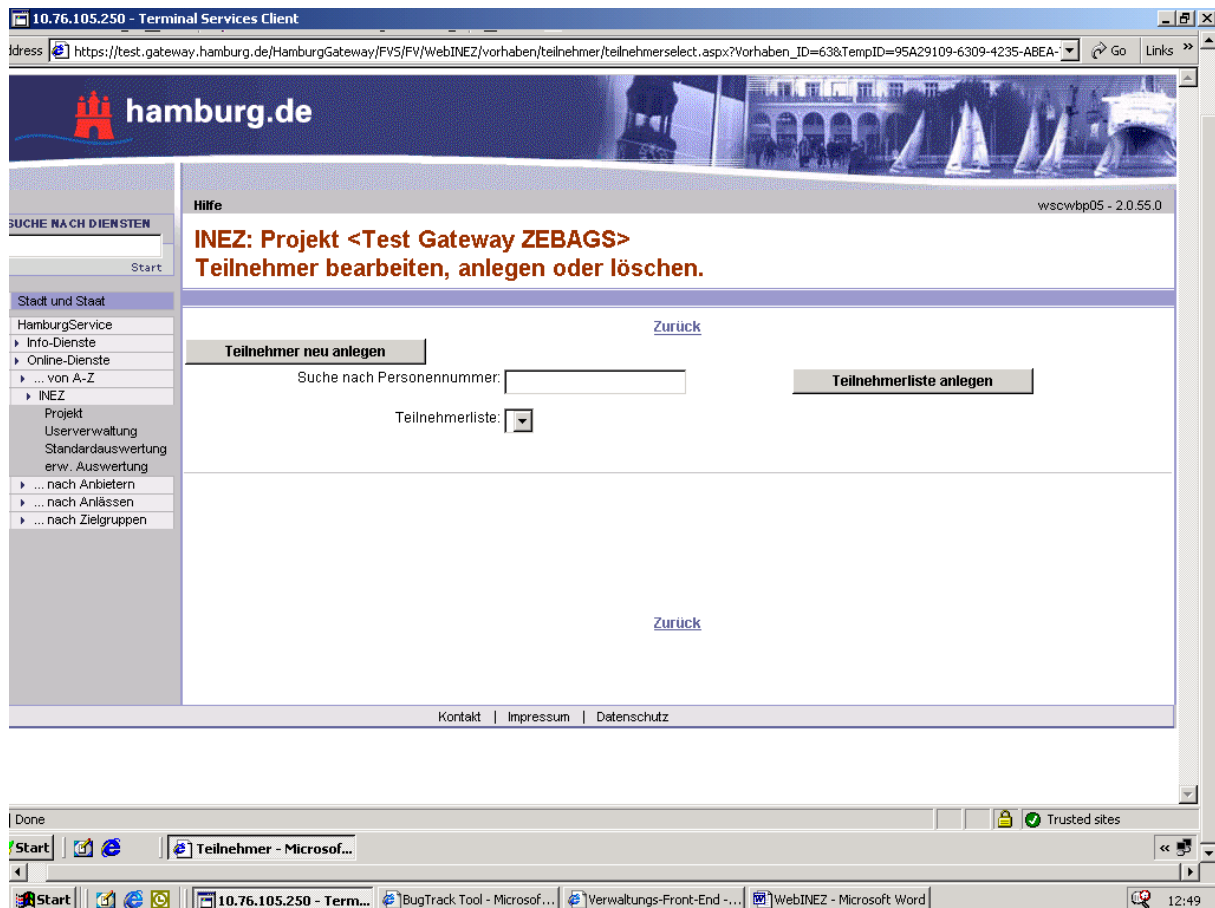 10.76.105.250 - Terminal Services Client
ddress https://test.gateway.hamburg.de/HamburgGateway/FVS/FV/WebINEZ/vorhaben/teilnehmer/teilnehmerselect.aspx?Vorhaben_ID=63&TempID=95A29109-6309-4235-ABEA- Go Links »
hamburg.de
Hilfe wscwbp05 - 2.0.55.0
SUCHE NACH DIENSTEN
Start
INEZ: Projekt <Test Gateway ZEBAGS>
Teilnehmer bearbeiten, anlegen oder löschen.
Stadt und Staat
HamburgService
Info-Dienste
Online-Dienste
... von A-Z
INEZ
Projekt
Userverwaltung
Standardauswertung
erw. Auswertung
... nach Anbietern
... nach Anlässen
... nach Zielgruppen
Zurück
Teilnehmer neu anlegen
Suche nach Personennummer:
Teilnehmerliste anlegen
Teilnehmerliste:
Zurück
Kontakt | Impressum | Datenschutz
Done Trusted sites
Start Teilnehmer - Microsof... «
Start 10.76.105.250 - Term... BugTrack Tool - Microsof... Verwaltungs-Front-End -... WebINEZ - Microsoft Word 12:49